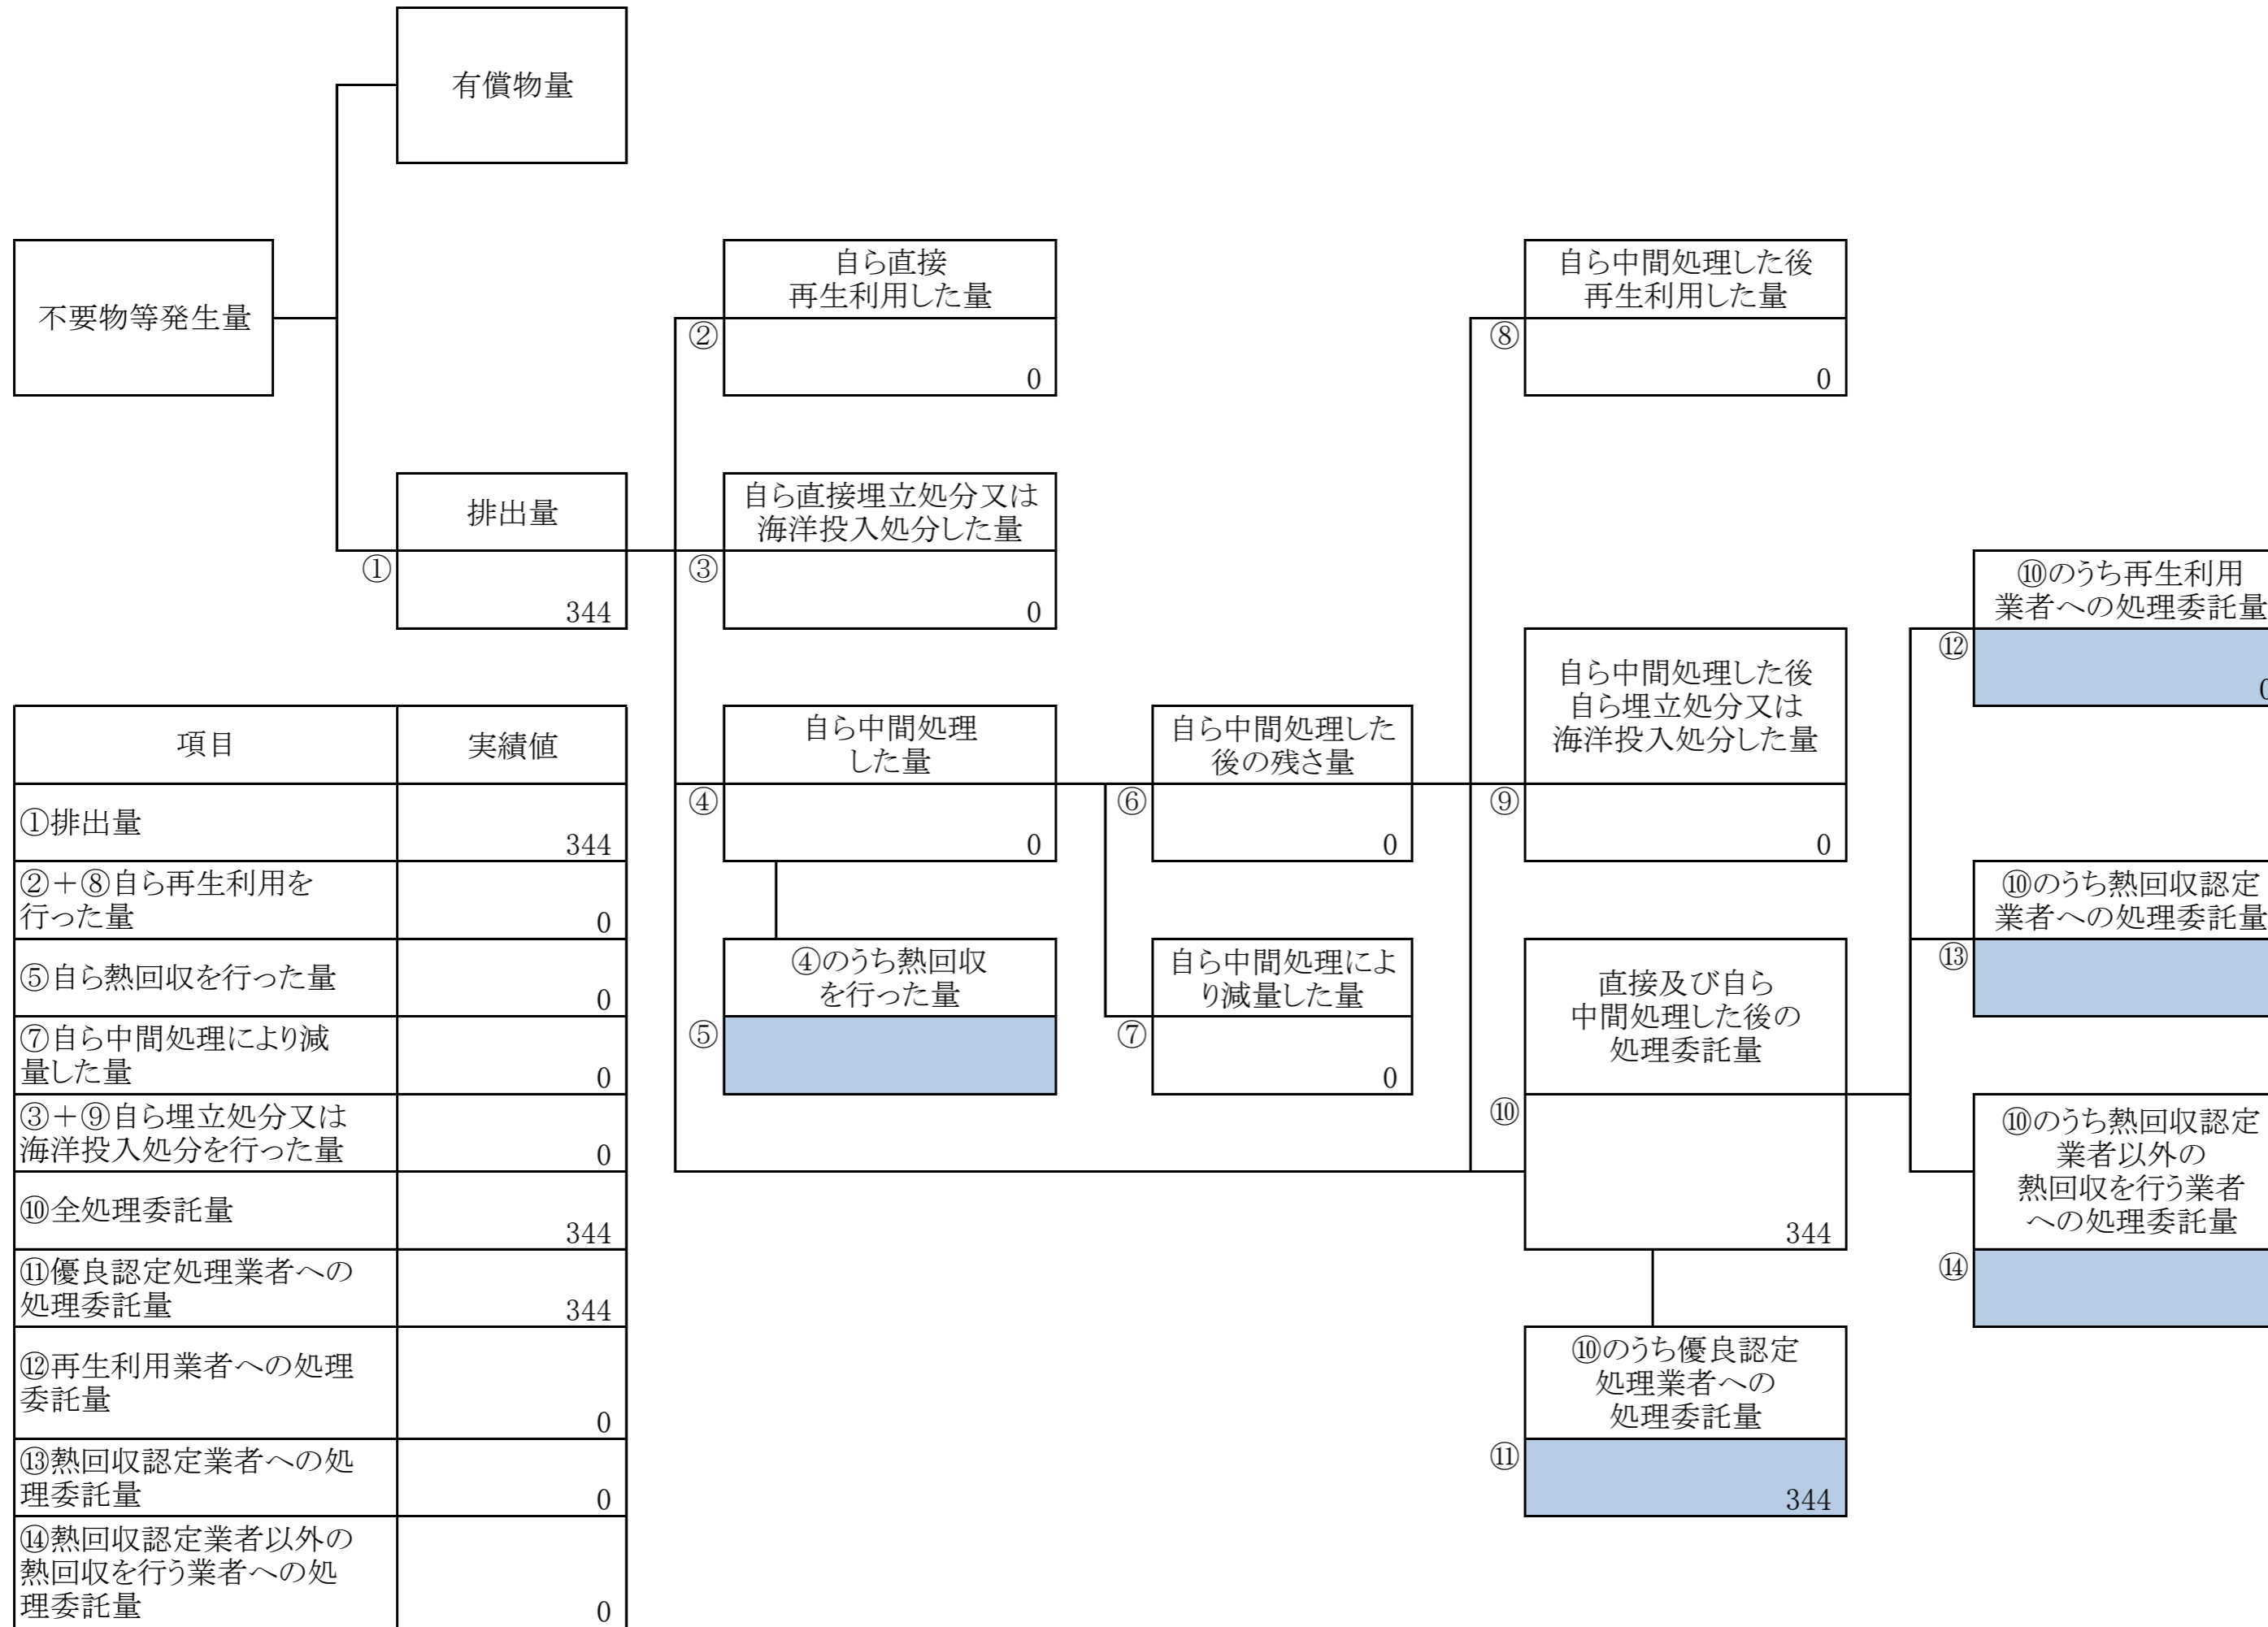 有償物量
不要物等発生量
自ら直接
再生利用した量
②
0
自ら中間処理した後
再生利用した量
⑧
0
排出量
①
344
自ら直接埋立処分又は
海洋投入処分した量
③
0
⑩のうち再生利用
業者への処理委託量
⑫
0
自ら中間処理
した量
④
0
自ら中間処理した
後の残さ量
⑥
0
自ら中間処理した後
自ら埋立処分又は
海洋投入処分した量
⑨
0
⑩のうち熱回収認定
業者への処理委託量
⑬
④のうち熱回収
を行った量
⑤
自ら中間処理によ
り減量した量
⑦
0
直接及び自ら
中間処理した後の
処理委託量
⑩
344
⑩のうち熱回収認定
業者以外の
熱回収を行う業者
への処理委託量
⑭
⑩のうち優良認定
処理業者への
処理委託量
⑪
344
項目 実績値
①排出量
344
②＋⑧自ら再生利用を
行った量 0
⑤自ら熱回収を行った量
0
⑦自ら中間処理により減
量した量 0
③＋⑨自ら埋立処分又は
海洋投入処分を行った量 0
⑩全処理委託量
344
⑪優良認定処理業者への
処理委託量 344
⑫再生利用業者への処理
委託量
0
⑬熱回収認定業者への処
理委託量 0
⑭熱回収認定業者以外の
熱回収を行う業者への処
理委託量 0